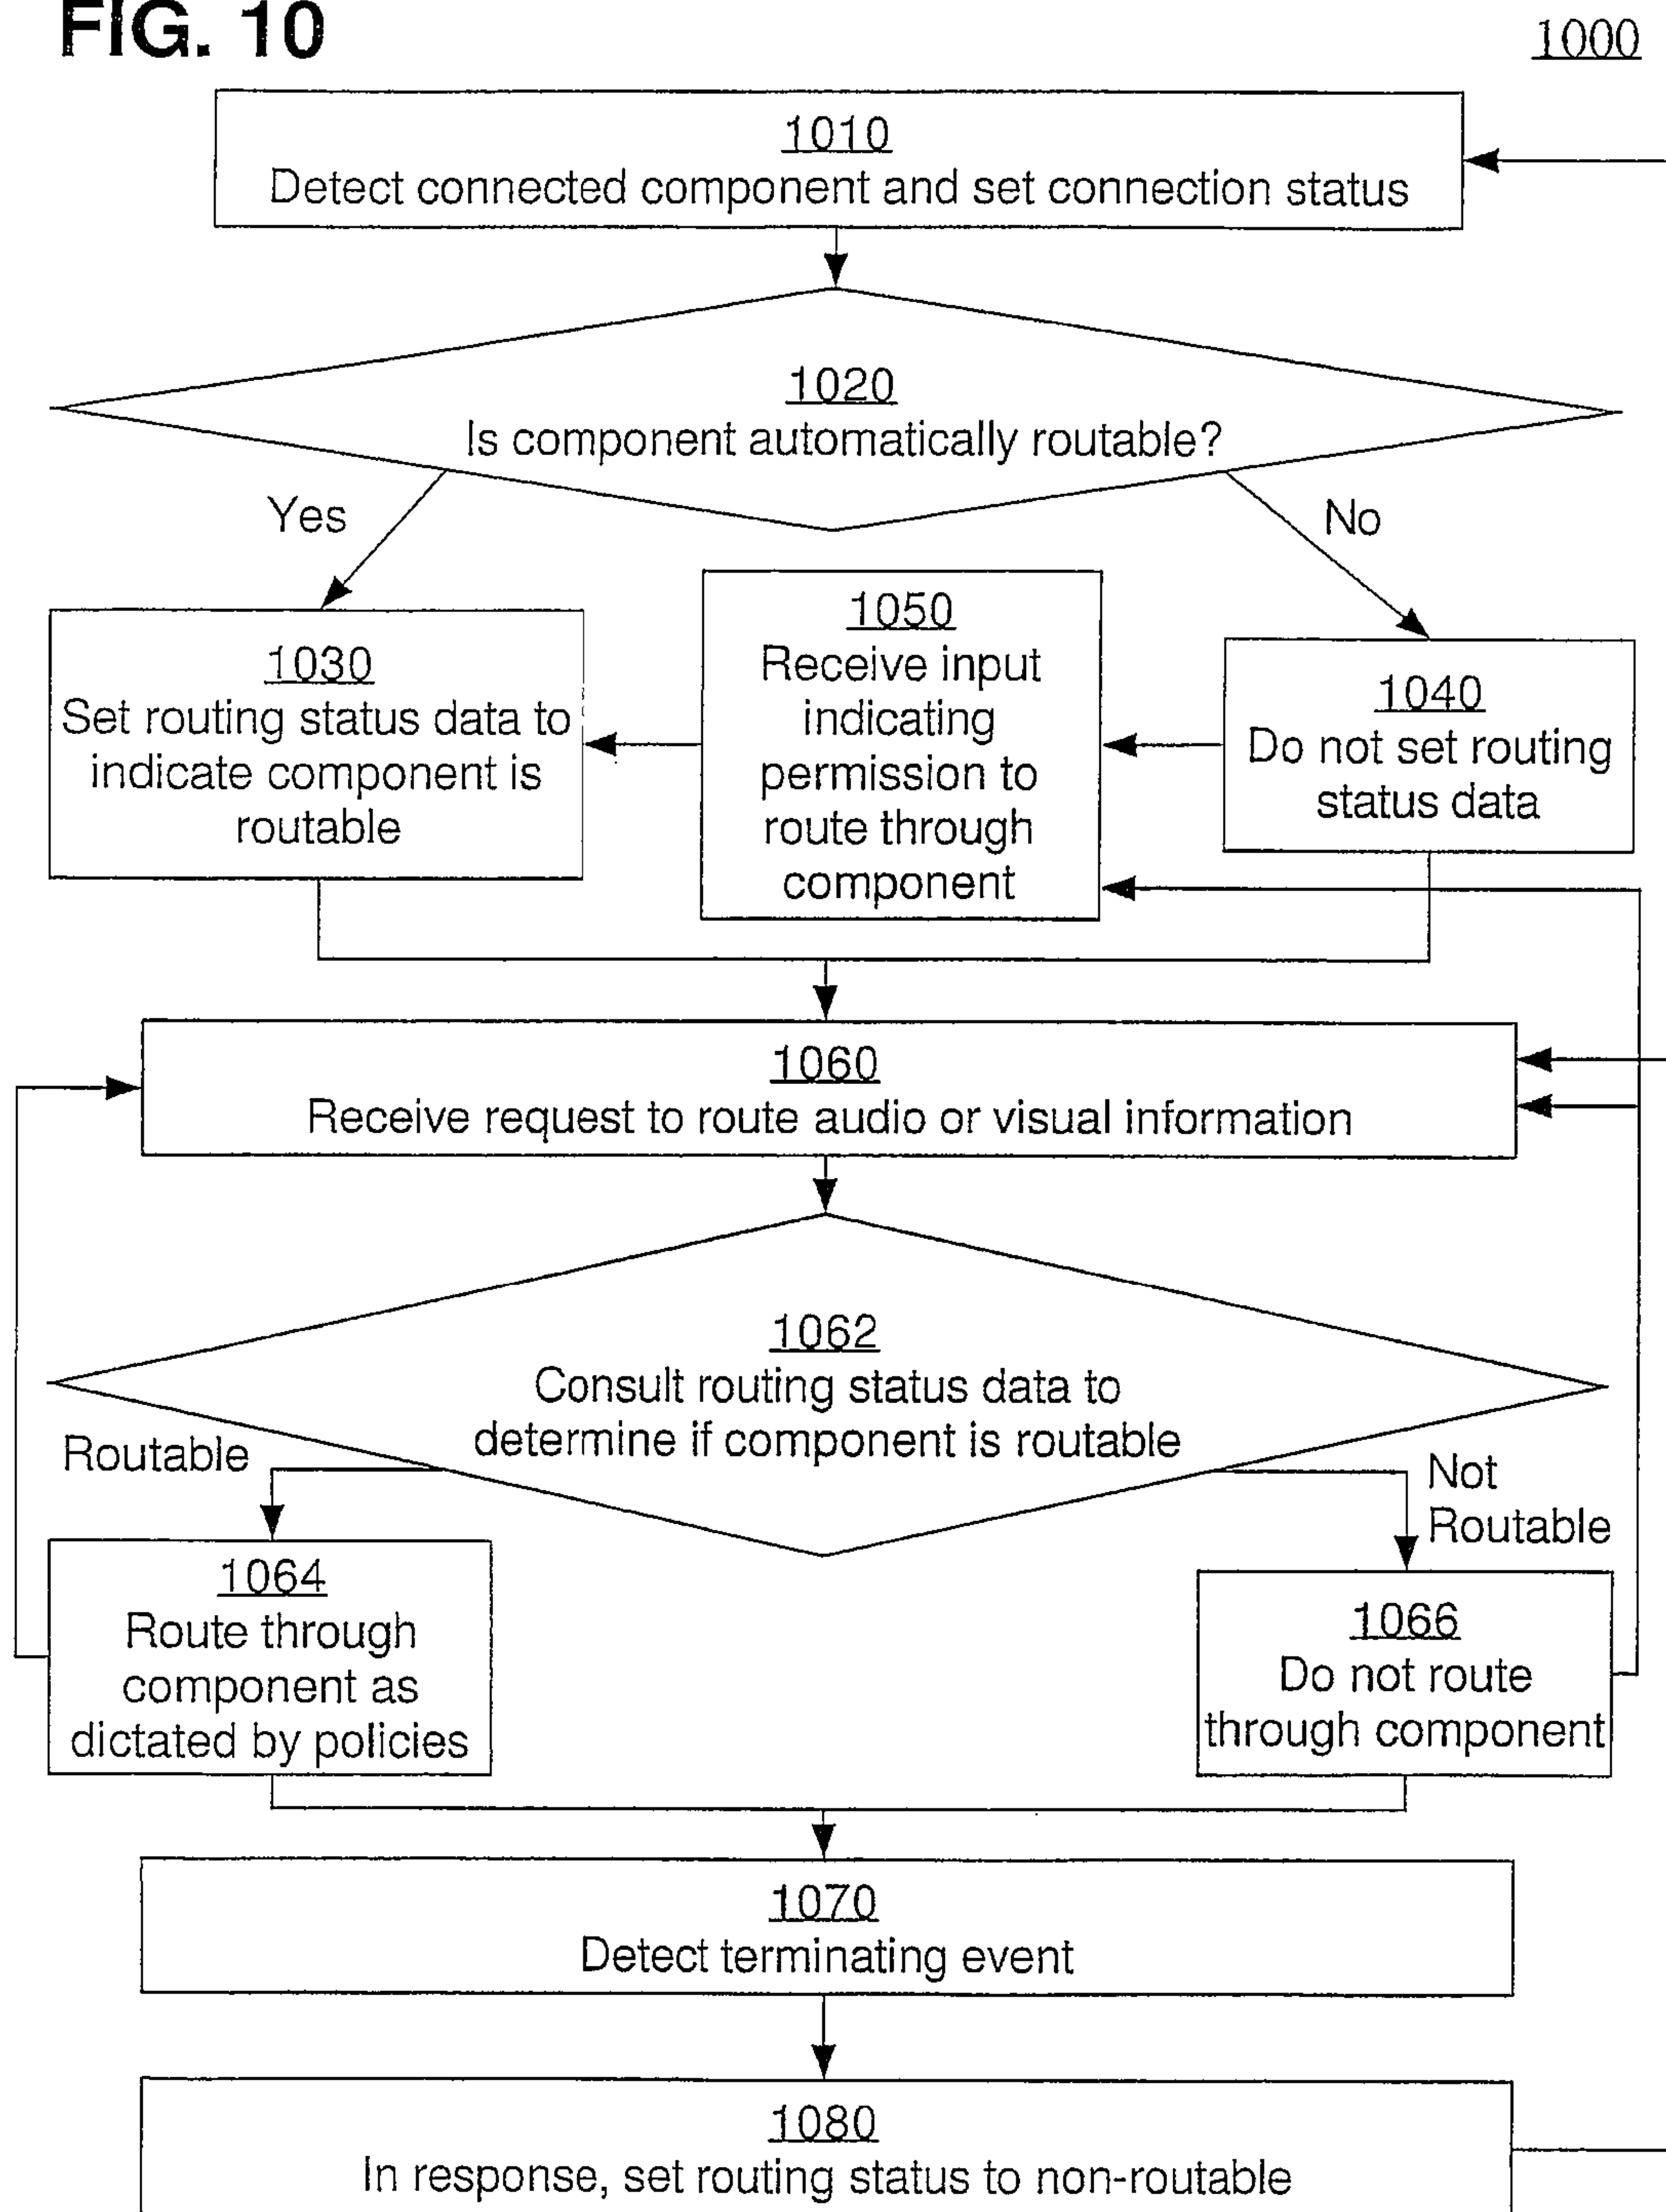 FIG. 10
1000
1010
Detect connected component and set connection status
1020
Is component automatically routable?
Yes
No
1030
Set routing status data to
indicate component is
routable
1050
Receive input
indicating
permission to
route through
component
1040
Do not set routing
status data
1060
Receive request to route audio or visual information
1062
Consult routing status data to
determine if component is routable
Routable
Not
Routable
1064
Route through
component as
dictated by policies
1066
Do not route
through component
1070
Detect terminating event
1080
In response, set routing status to non-routable